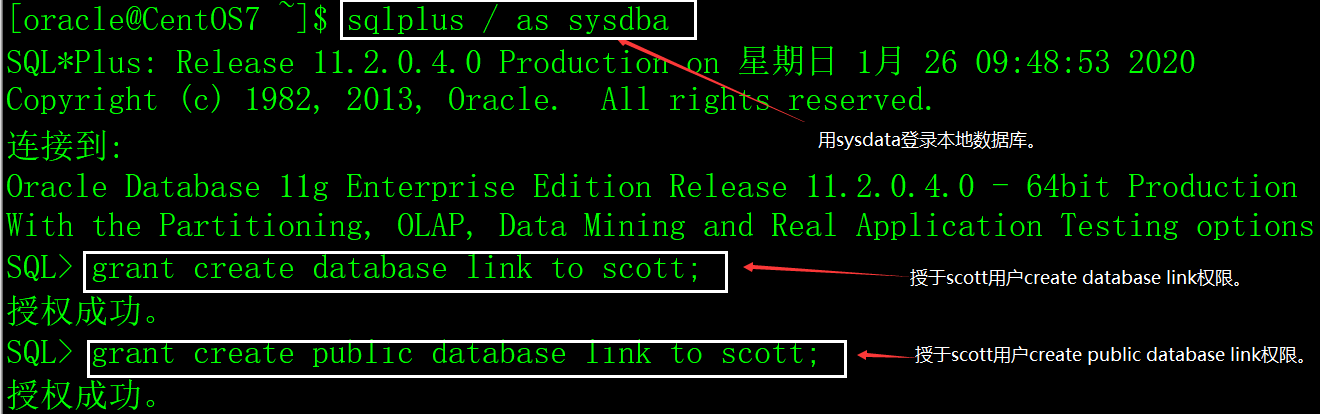 [oracle@CentOS7 ~]$ sqlplus / as sysdba
SQL*Plus: Release 11.2.0.4.0 Production on 星期日 1月 26 09:48:53 2020
Copyright (c) 1982, 2013, Oracle.  All rights reserved.
用sysdata登录本地数据库。
连接到:
Oracle Database 11g Enterprise Edition Release 11.2.0.4.0 - 64bit Production
With the Partitioning, OLAP, Data Mining and Real Application Testing options
SQL> grant create database link to scott;
授于scott用户create database link权限。
授权成功。
SQL> grant create public database link to scott;
授于scott用户create public database link权限。
授权成功。